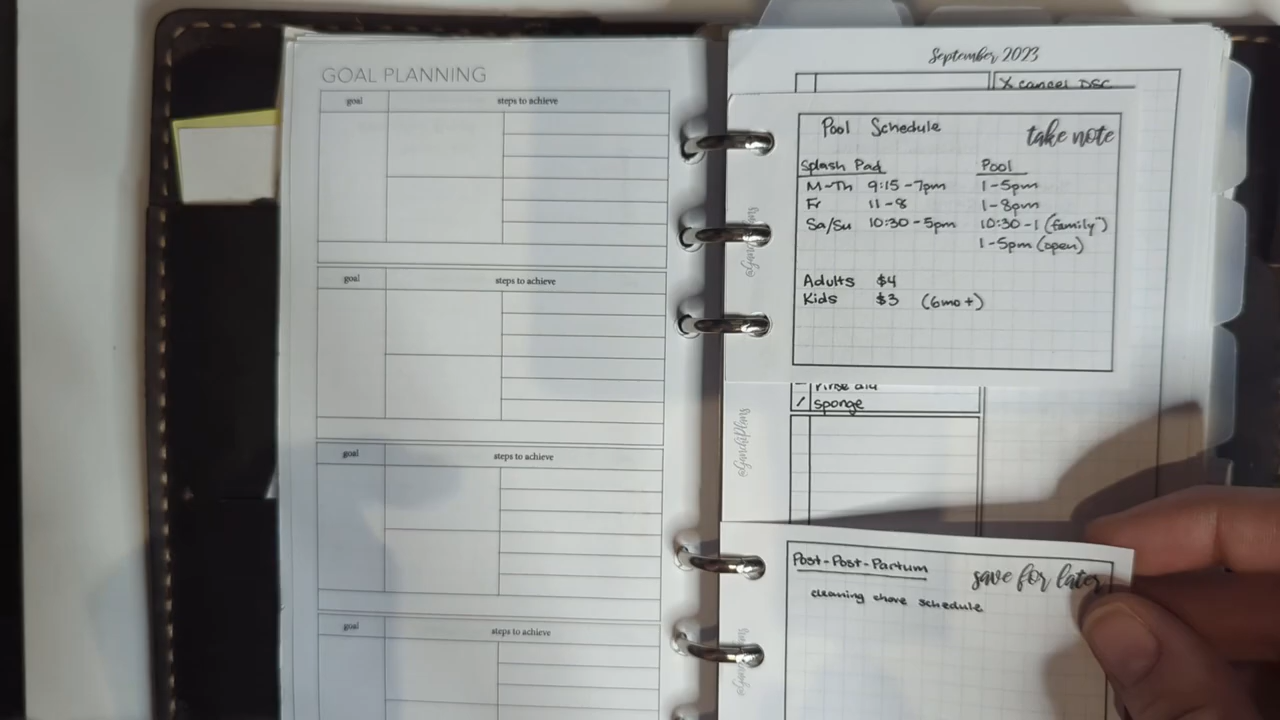 GOAL PLANNING
goal steps to achieve
goal steps to achieve
goal steps to achieve
goal steps to achieve
September 2023
X cancel DSC
Pool Schedule
take note
Splash Pad Pool
M-Th 9:15-7pm 1-5pm
Fr 11-8 1-8pm
Sa/Su 10:30-5pm 10:30-1 (family)
1-5pm (open)
Adults $4
Kids $3 (6mo+)
rinse aid
/ sponge
@GanchiPlans
Post-Post-Partum
save for later
cleaning chore schedule